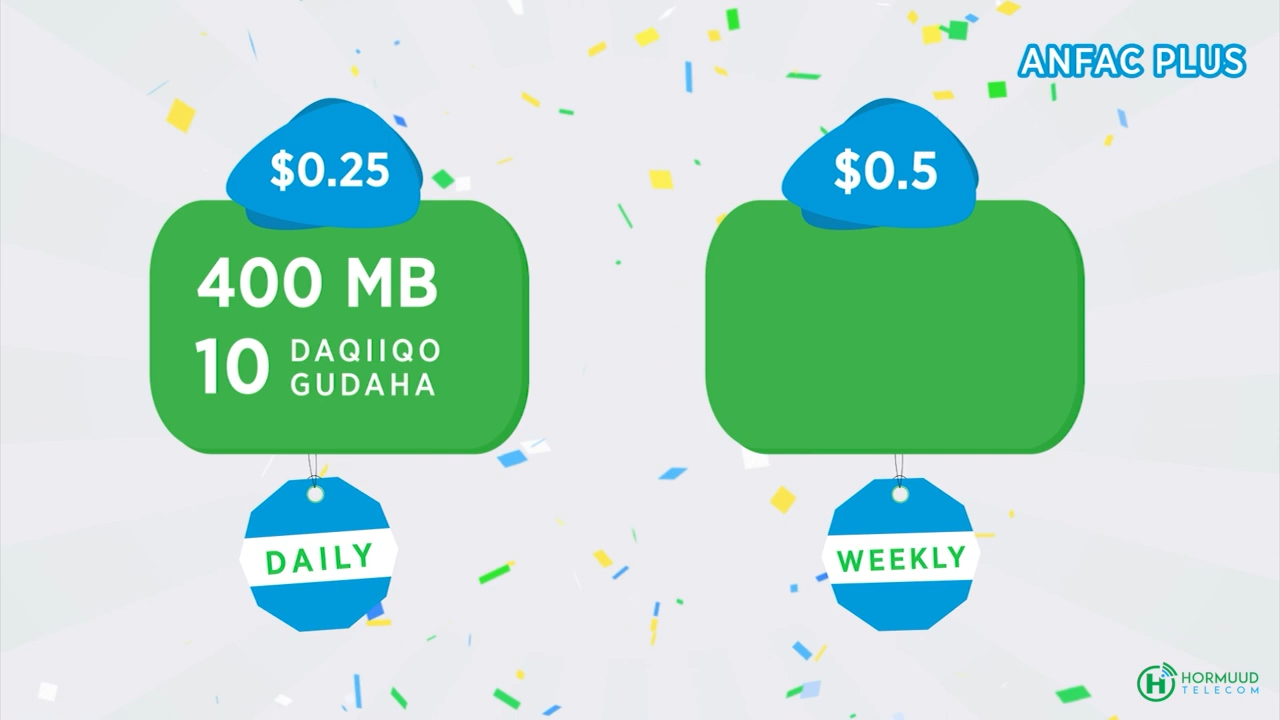 ANFAC PLUS
$0.25
400 MB
10 DAQIIQO
GUDAHA
DAILY
$0.5
WEEKLY
HORMUUD
TELECOM